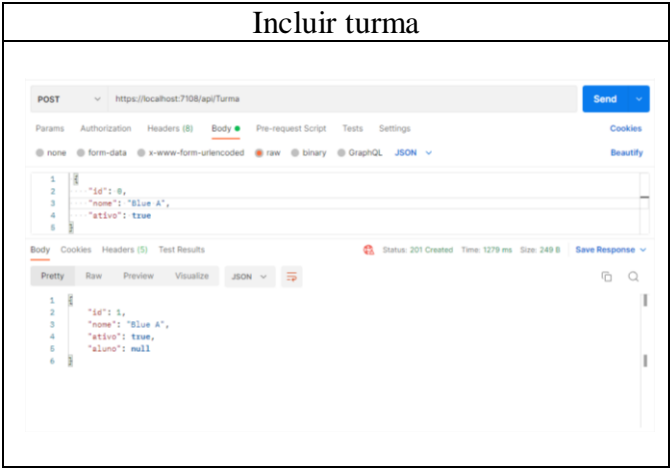 Incluir turma
POST https://localhost:7108/api/Turma Send
Params Authorization Headers (8) Body Pre-request Script Tests Settings Cookies
none form-data x-www-form-urlencoded raw binary GraphQL JSON Beautify
1 {
2 "id": 0,
3 "nome": "Blue A",
4 "ativo": true
5 }
Body Cookies Headers (5) Test Results Status: 201 Created Time: 1279 ms Size: 249 B Save Response
Pretty Raw Preview Visualize JSON
1 {
2 "id": 1,
3 "nome": "Blue A",
4 "ativo": true,
5 "aluno": null
6 }